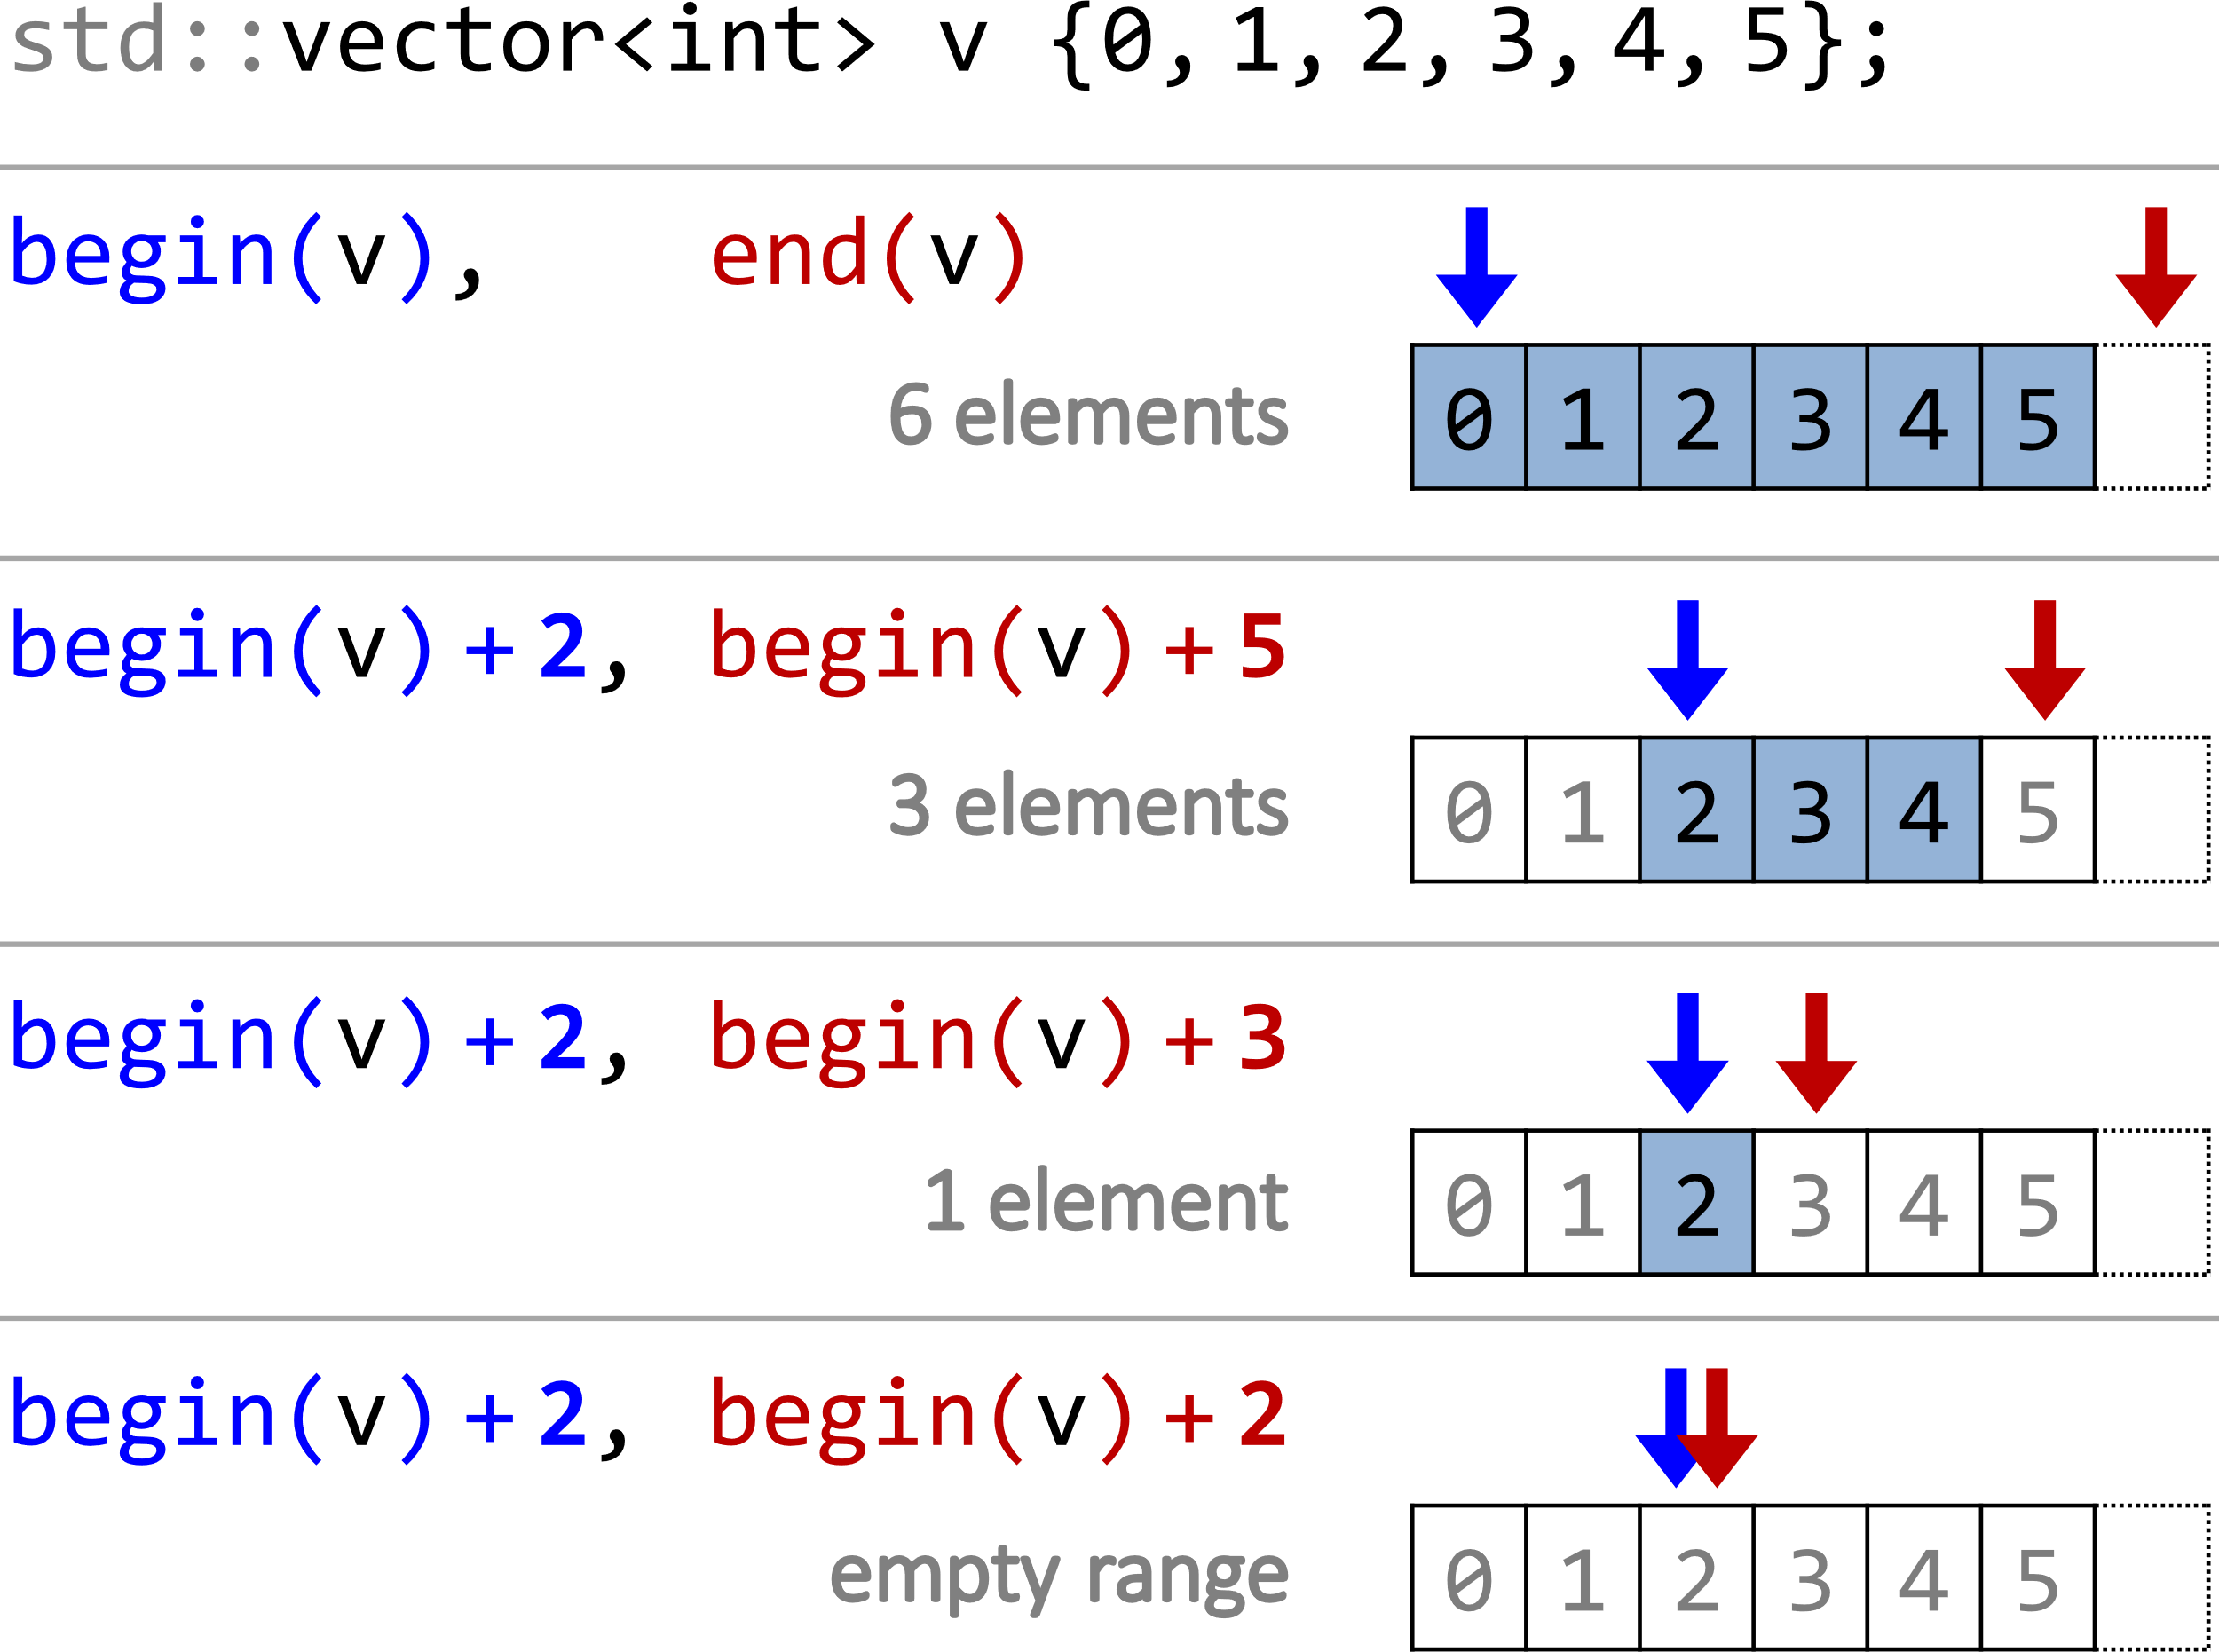 std::vector<int> v {0,1,2,3,4,5};
begin(v), end(v)
6 elements
0 1 2 3 4 5
begin(v) + 2, begin(v) + 5
3 elements
0 1 2 3 4 5
begin(v) + 2, begin(v) + 3
1 element
0 1 2 3 4 5
begin(v) + 2, begin(v) + 2
empty range
0 1 2 3 4 5